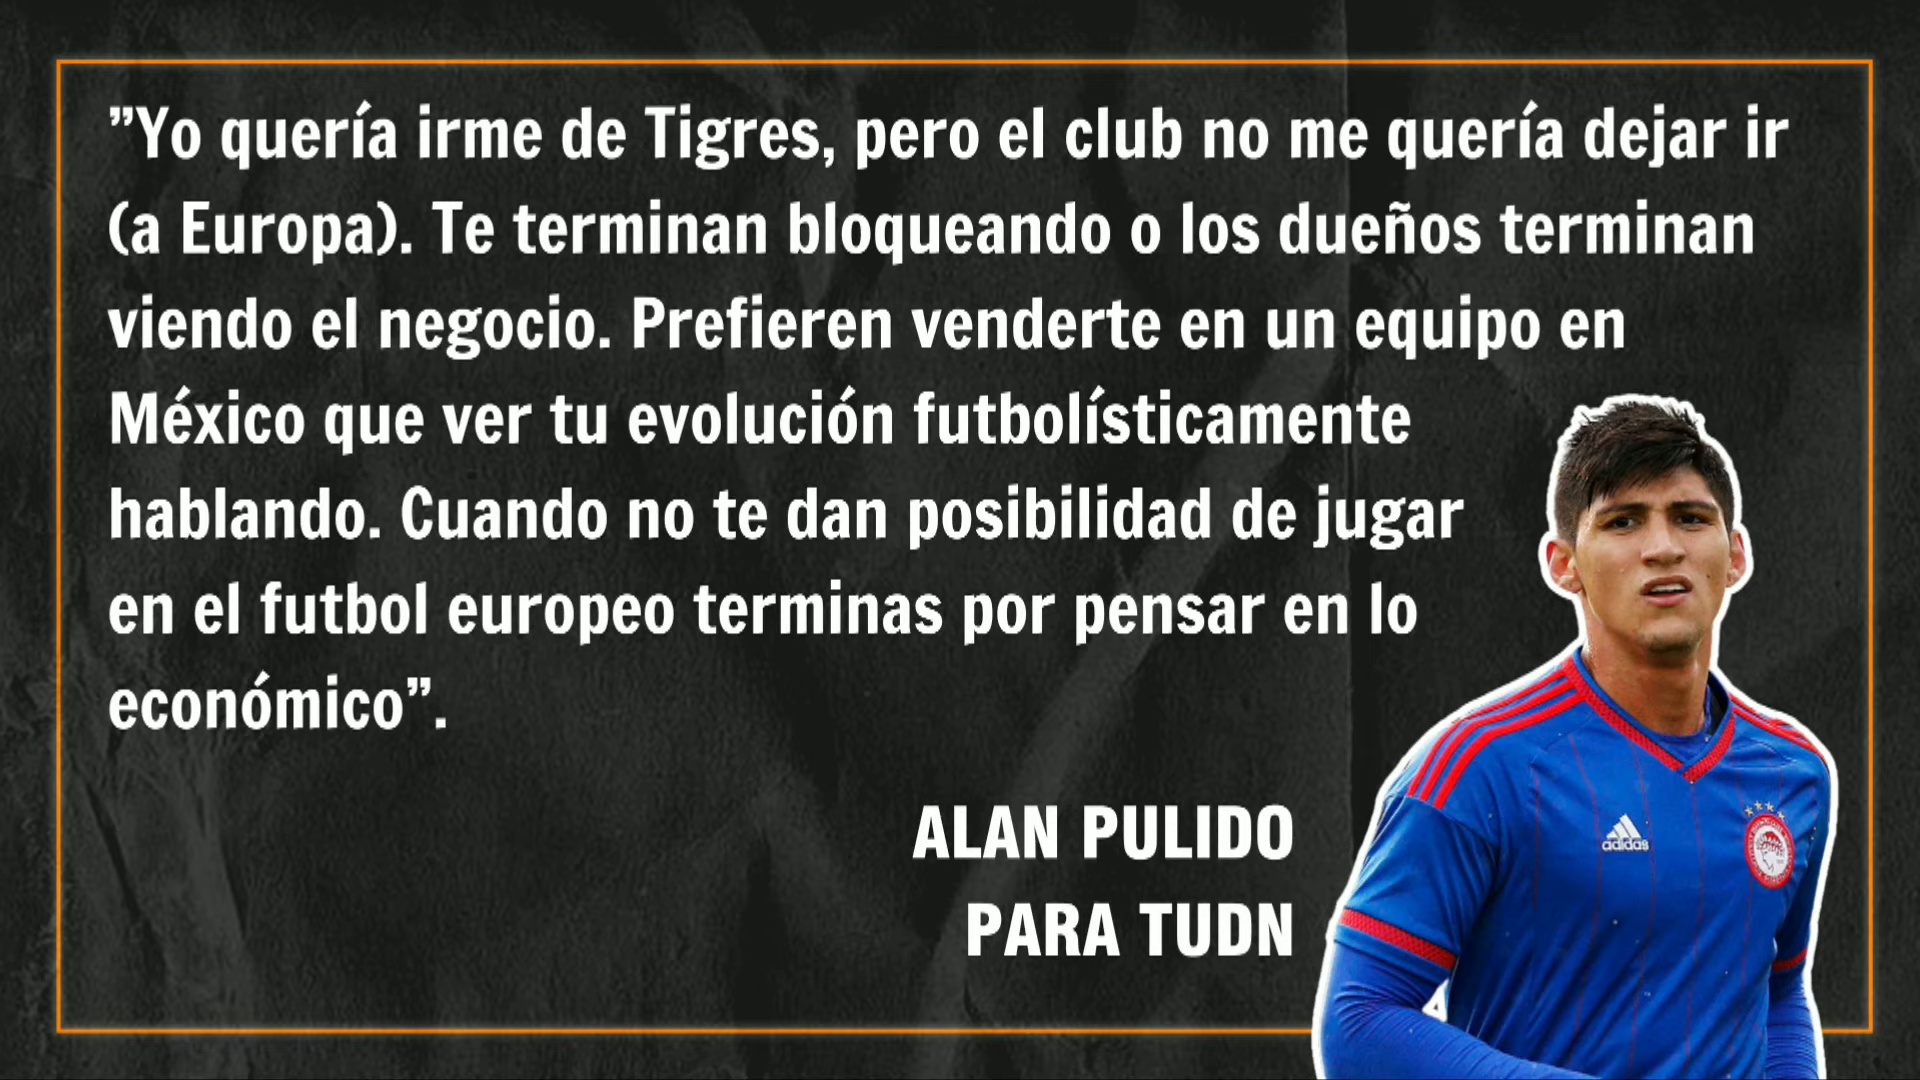 ”Yo quería irme de Tigres, pero el club no me quería dejar ir
(a Europa). Te terminan bloqueando o los dueños terminan
viendo el negocio. Prefieren venderte en un equipo en
México que ver tu evolución futbolísticamente
hablando. Cuando no te dan posibilidad de jugar
en el futbol europeo terminas por pensar en lo
económico”.
ALAN PULIDO
PARA TUDN
adidas